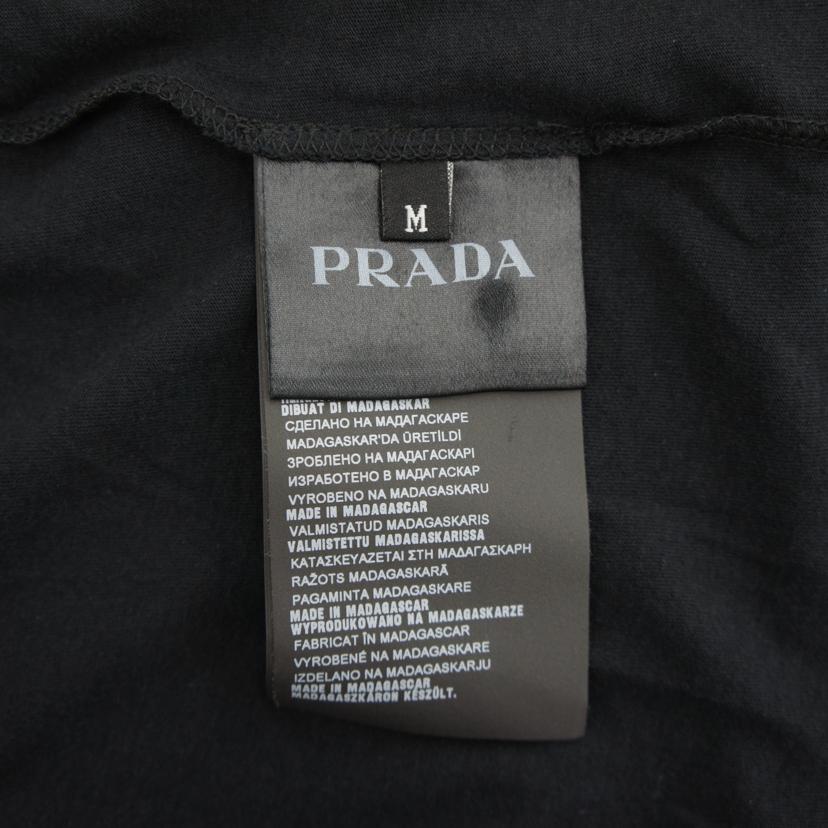 M
PRADA
DIBUAT DI MADAGASKAR
СДЕЛАНО НА МАДАГАСКАРЕ
MADAGASKAR'DA ÜRETİLDİ
ЗРОБЛЕНО НА МАДАГАСКАРІ
ИЗРАБОТЕНО В МАДАГАСКАР
VYROBENO NA MADAGASKARU
MADE IN MADAGASCAR
VALMISTATUD MADAGASKARIS
VALMISTETTU MADAGASKARISSA
ΚΑΤΑΣΚΕΥΑΖΕΤΑΙ ΣΤΗ ΜΑΔΑΓΑΣΚΑΡΗ
RAŽOTS MADAGASKARĀ
PAGAMINTA MADAGASKARE
MADE IN MADAGASCAR
WYPRODUKOWANO NA MADAGASKARZE
FABRICAT ÎN MADAGASCAR
VYROBENÉ NA MADAGASKARE
IZDELANO NA MADAGASKARJU
MADE IN MADAGASCAR
MADAGASZKÁRON KÉSZÜLT.